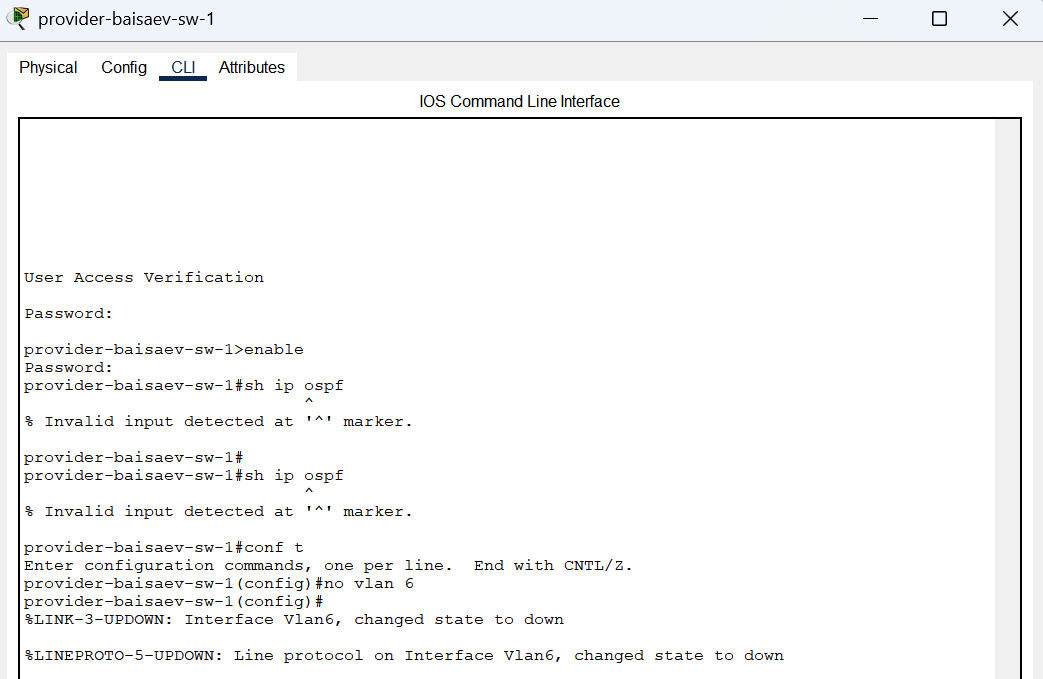 provider-baisaev-sw-1
Physical Config CLI Attributes
IOS Command Line Interface
User Access Verification
Password:
provider-baisaev-sw-1>enable
Password:
provider-baisaev-sw-1#sh ip ospf
^
% Invalid input detected at '^' marker.
provider-baisaev-sw-1#
provider-baisaev-sw-1#sh ip ospf
^
% Invalid input detected at '^' marker.
provider-baisaev-sw-1#conf t
Enter configuration commands, one per line.  End with CNTL/Z.
provider-baisaev-sw-1(config)#no vlan 6
provider-baisaev-sw-1(config)#
%LINK-3-UPDOWN: Interface Vlan6, changed state to down
%LINEPROTO-5-UPDOWN: Line protocol on Interface Vlan6, changed state to down